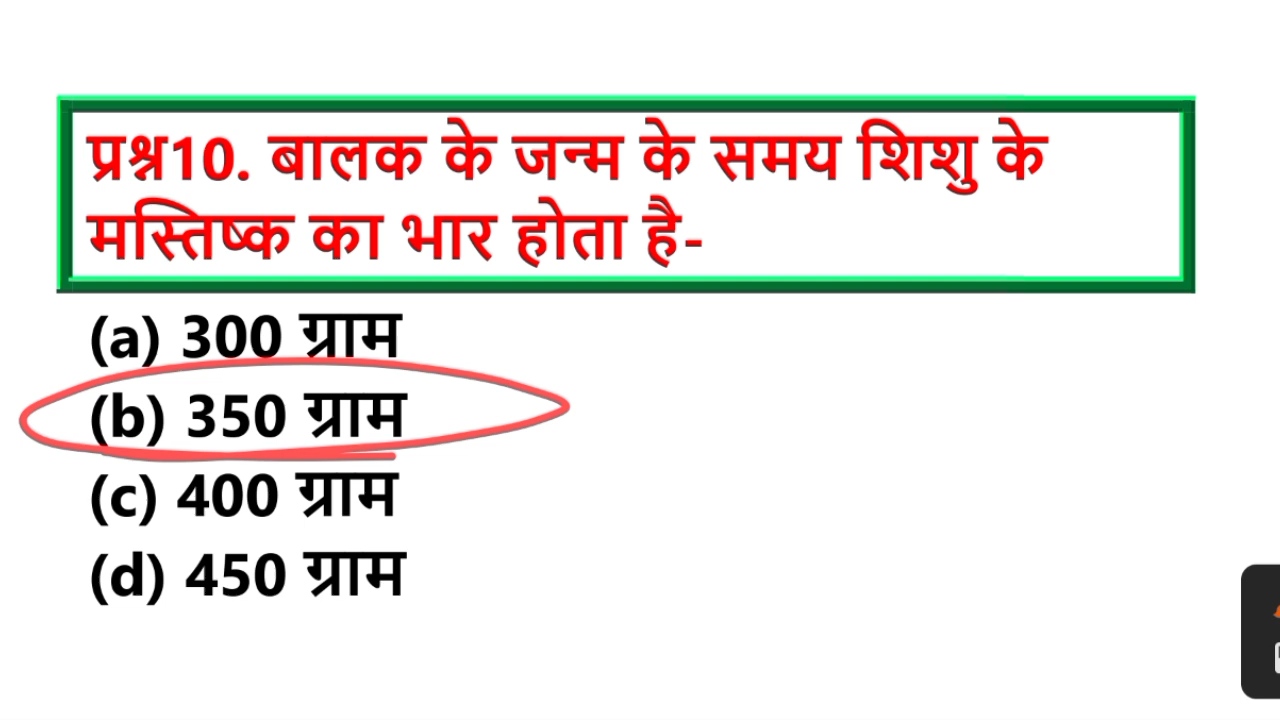 प्रश्न10. बालक के जन्म के समय शिशु के
मस्तिष्क का भार होता है-
(a) 300 ग्राम
(b) 350 ग्राम
(c) 400 ग्राम
(d) 450 ग्राम